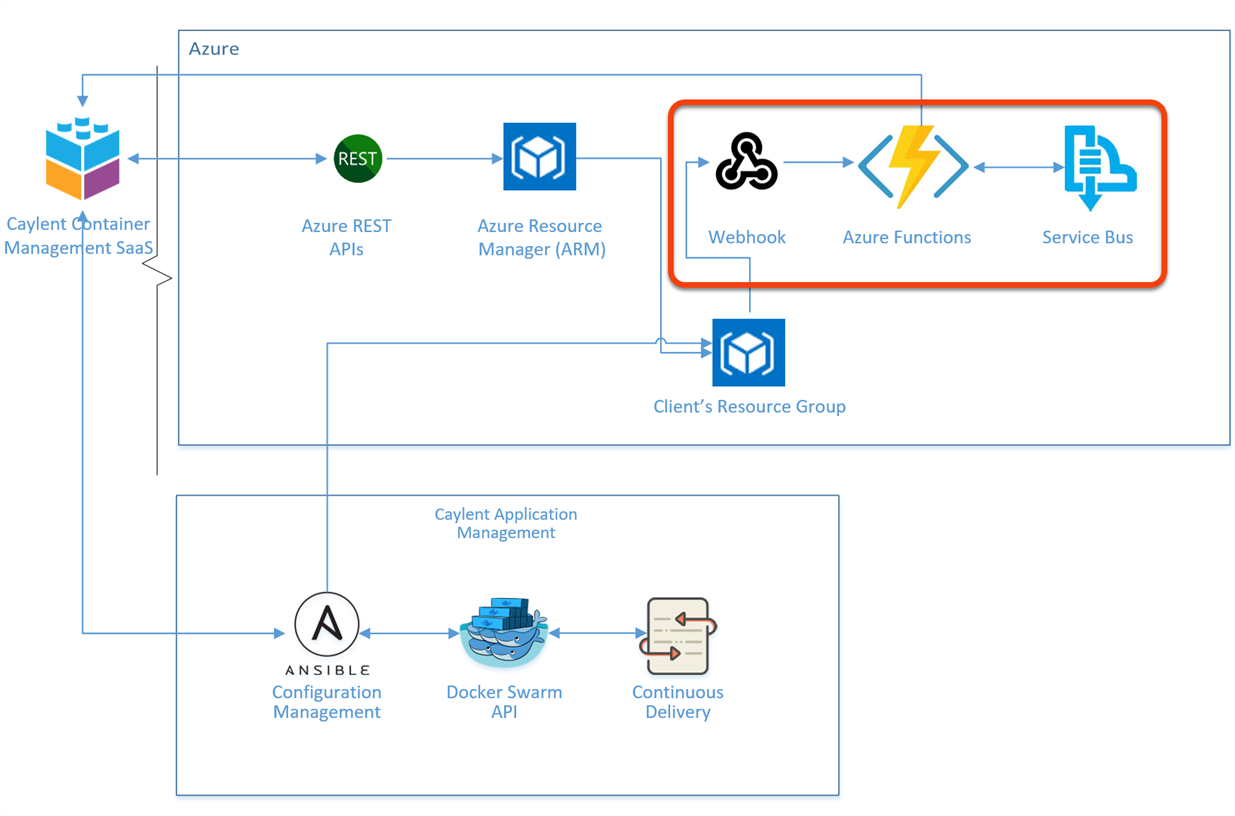 Azure
REST
Caylent Container
Management SaaS
Azure REST
APIs
Azure Resource
Manager (ARM)
Webhook
Azure Functions
Service Bus
Client’s Resource Group
Caylent Application
Management
A
ANSIBLE
Configuration
Management
Docker Swarm
API
Continuous
Delivery